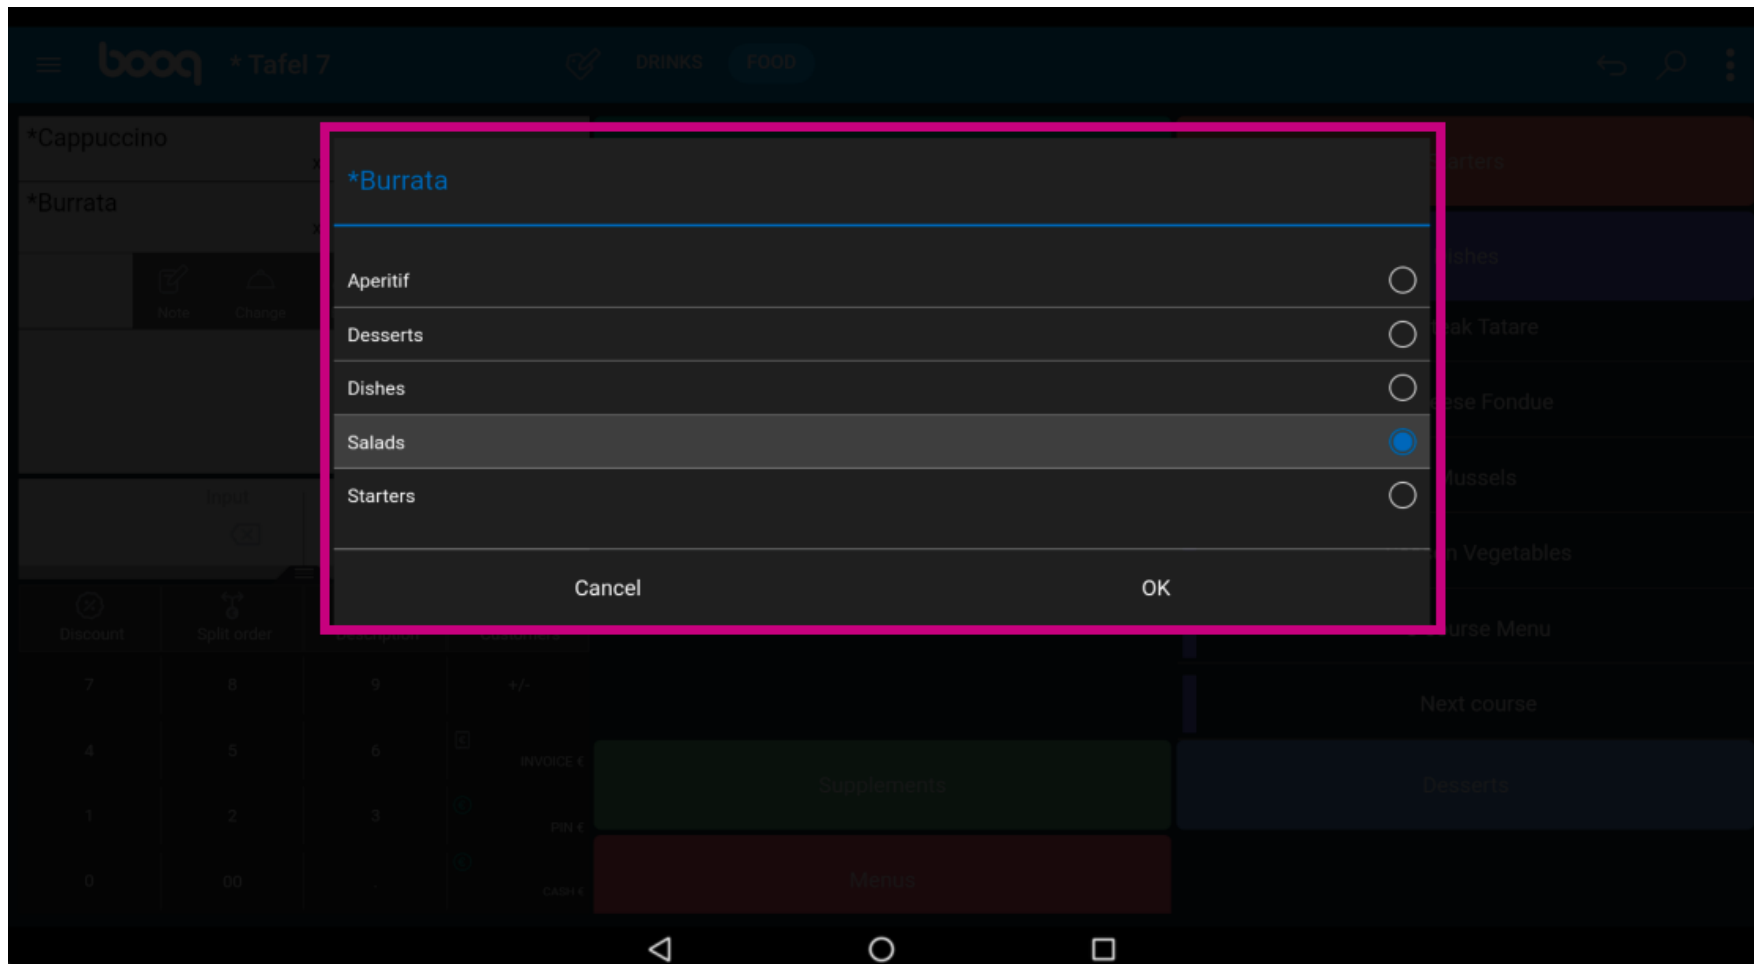 booq * Tafel 7 DRINKS FOOD
*Cappuccino
x
*Burrata
x
Note Change
Input
Discount Split order
7 8 9 +/-
4 5 6 INVOICE €
1 2 3 PIN €
0 00 . CASH €
*Burrata
Aperitif
Desserts
Dishes
Salads
Starters
Cancel OK
Supplements
Menus
Next course
Desserts